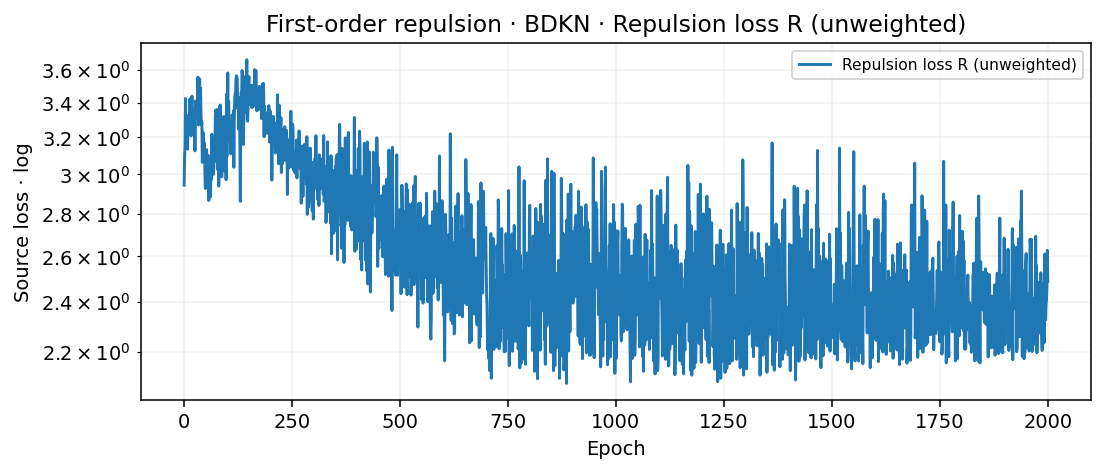 First-order repulsion · BDKN · Repulsion loss R (unweighted)
Repulsion loss R (unweighted)
Source loss · log
3.6 × 10⁰
3.4 × 10⁰
3.2 × 10⁰
3 × 10⁰
2.8 × 10⁰
2.6 × 10⁰
2.4 × 10⁰
2.2 × 10⁰
0 250 500 750 1000 1250 1500 1750 2000
Epoch